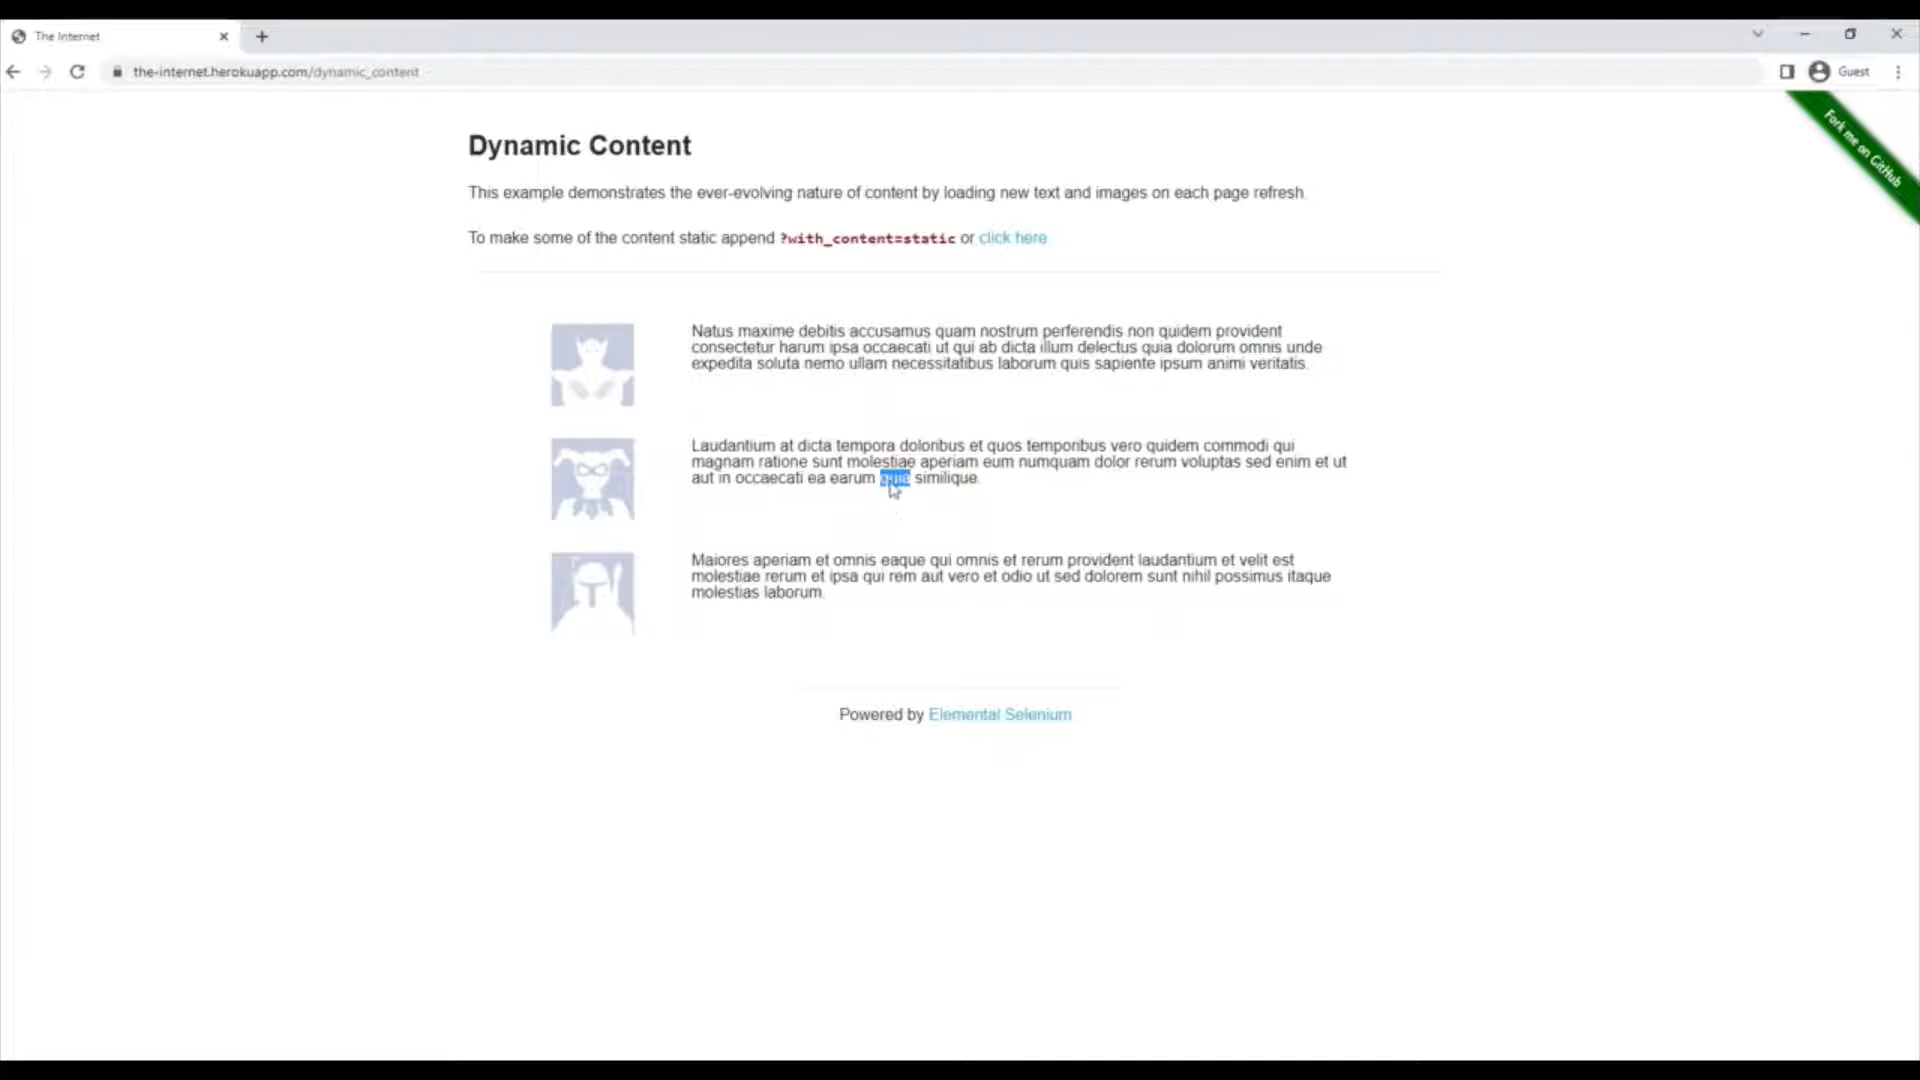 The Internet
the-internet.herokuapp.com/dynamic_content
Guest
Fork me on GitHub
Dynamic Content
This example demonstrates the ever-evolving nature of content by loading new text and images on each page refresh.
To make some of the content static append ?with_content=static or click here
Natus maxime debitis accusamus quam nostrum perferendis non quidem provident
consectetur harum ipsa occaecati ut qui ab dicta illum delectus quia dolorum omnis unde
expedita soluta nemo ullam necessitatibus laborum quis sapiente ipsum animi veritatis.
Laudantium at dicta tempora doloribus et quos temporibus vero quidem commodi qui
magnam ratione sunt molestiae aperiam eum numquam dolor rerum voluptas sed enim et ut
aut in occaecati ea earum quia similique.
Maiores aperiam et omnis eaque qui omnis et rerum provident laudantium et velit est
molestiae rerum et ipsa qui rem aut vero et odio ut sed dolorem sunt nihil possimus itaque
molestias laborum.
Powered by Elemental Selenium